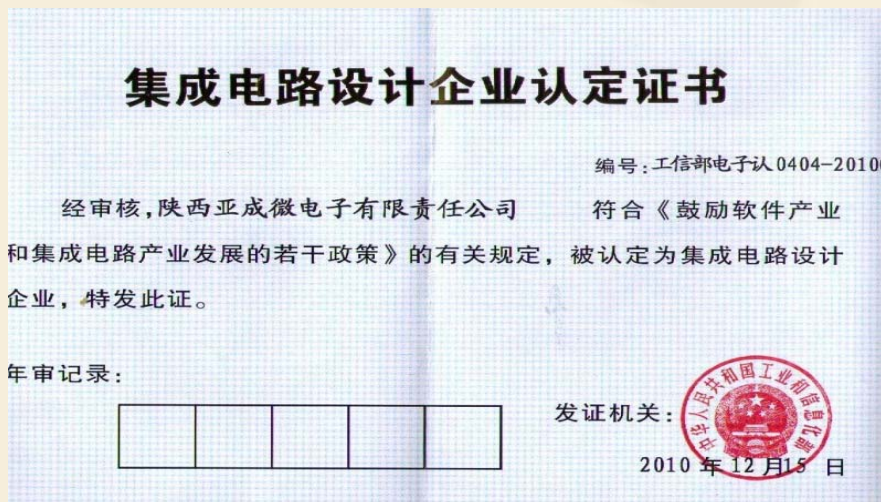 集成电路设计企业认定证书
编号:工信部电子认0404-2010
经审核,陕西亚成微电子有限责任公司 符合《鼓励软件产业
和集成电路产业发展的若干政策》的有关规定，被认定为集成电路设计
企业，特发此证。
年审记录:
发证机关:
中华人民共和国工业和信息化部
2010 年 12 月 15 日